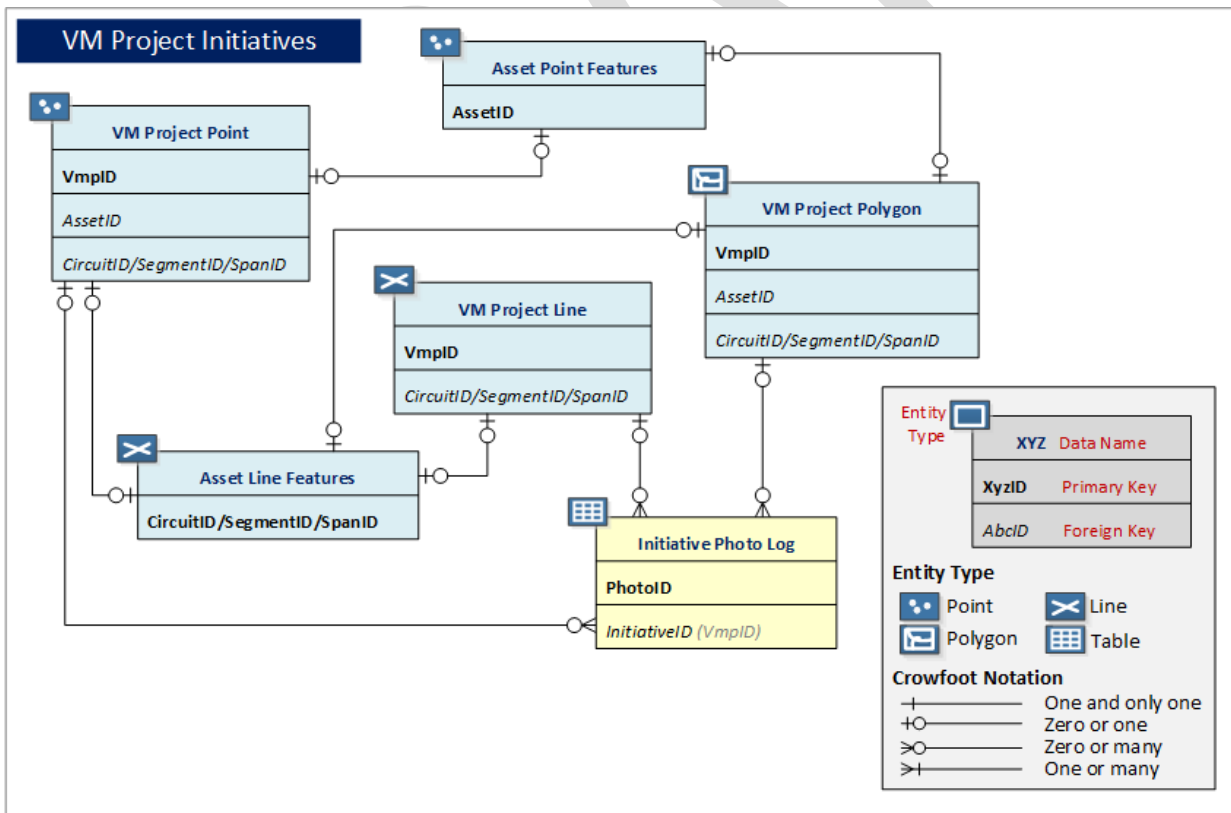 VM Project Initiatives
Asset Point Features
AssetID
VM Project Point
VmpID
AssetID
CircuitID/SegmentID/SpanID
VM Project Polygon
VmpID
AssetID
CircuitID/SegmentID/SpanID
VM Project Line
VmpID
CircuitID/SegmentID/SpanID
Asset Line Features
CircuitID/SegmentID/SpanID
Initiative Photo Log
PhotoID
InitiativeID (VmpID)
Entity
Type
XYZ Data Name
XyzID Primary Key
AbcID Foreign Key
Entity Type
Point
Line
Polygon
Table
Crowfoot Notation
One and only one
Zero or one
Zero or many
One or many